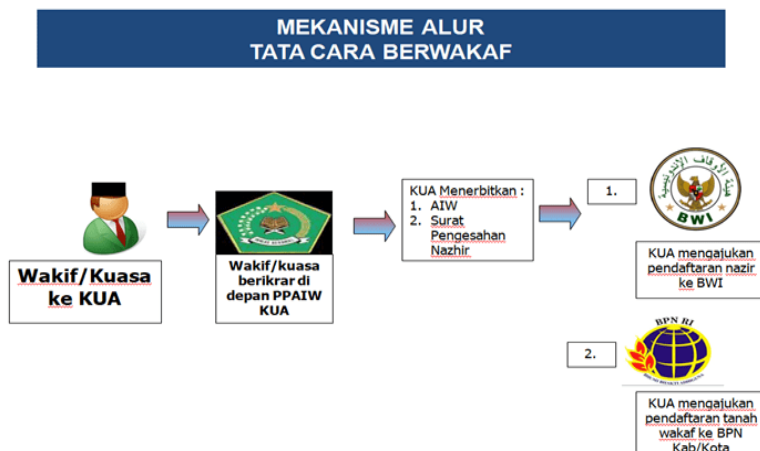 MEKANISME ALUR
TATA CARA BERWAKAF
Wakif/Kuasa
ke KUA
Wakif/kuasa
berikrar di
depan PPAIW
KUA
KUA Menerbitkan :
1. AIW
2. Surat
Pengesahan
Nazhir
1.
BWI
KUA mengajukan
pendaftaran nazir
ke BWI
2.
BPN RI
KUA mengajukan
pendaftaran tanah
wakaf ke BPN
Kab/Kota